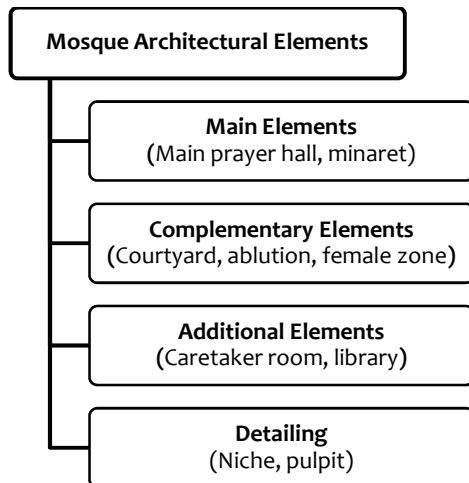 Mosque Architectural Elements
Main Elements
(Main prayer hall, minaret)
Complementary Elements
(Courtyard, ablution, female zone)
Additional Elements
(Caretaker room, library)
Detailing
(Niche, pulpit)